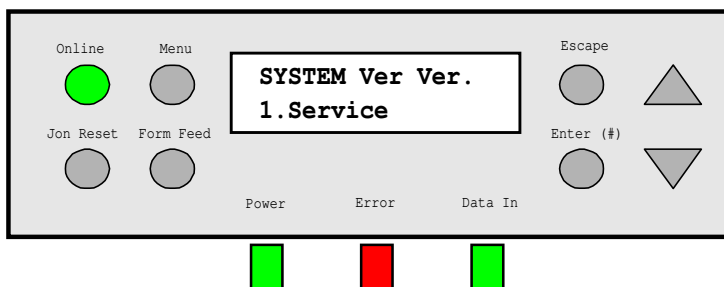 Online
Menu
SYSTEM Ver Ver.
1.Service
Escape
Jon Reset
Form Feed
Enter (#)
Power
Error
Data In